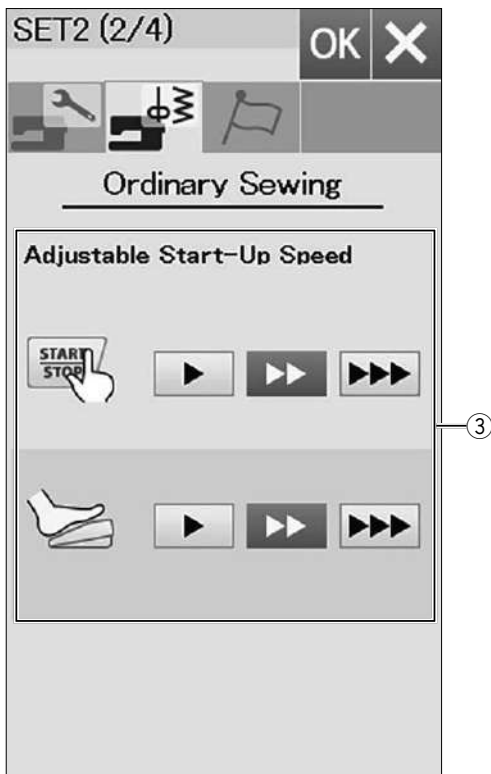 SET2 (2/4)
OK
Ordinary Sewing
Adjustable Start-Up Speed
START
STOP
3